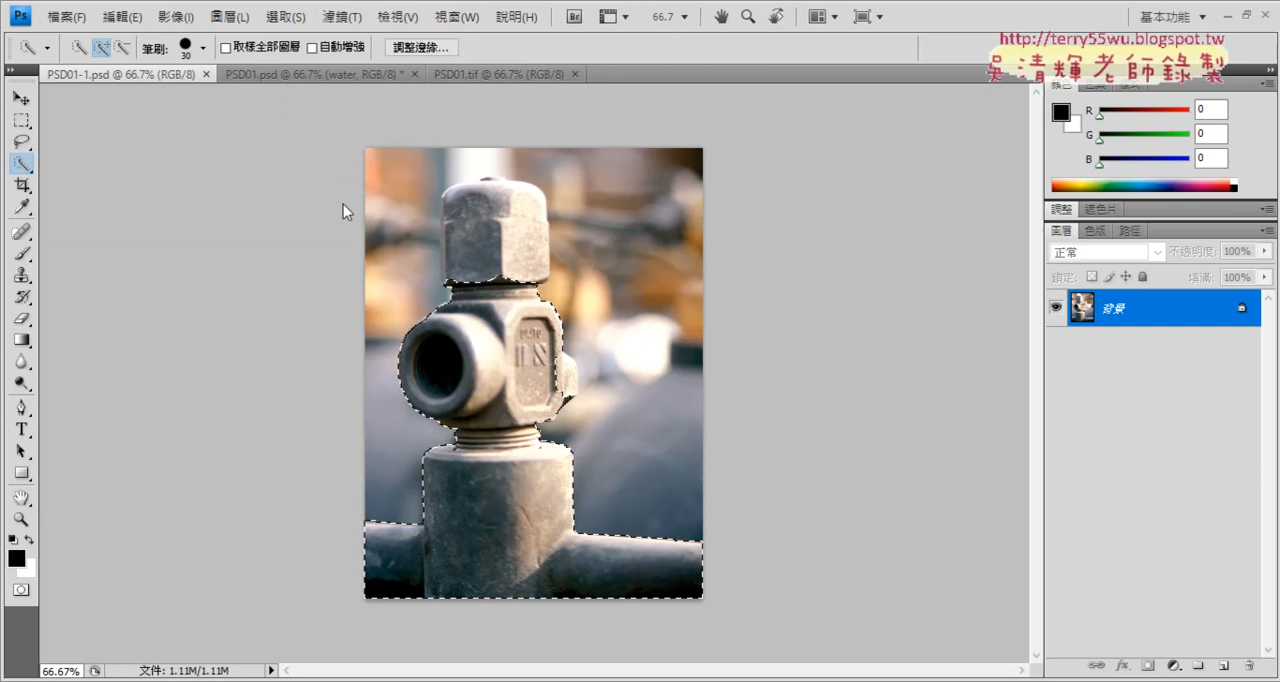 Ps 檔案(F) 編輯(E) 影像(I) 圖層(L) 選取(S) 濾鏡(T) 檢視(V) 視窗(W) 說明(H) Br 66.7 基本功能
筆刷: 30 取樣全部圖層 自動增強 調整邊緣...
http://terry55wu.blogspot.tw
吳清輝老師錄製
PSD01-1.psd @ 66.7% (RGB/8) × PSD01.psd @ 66.7% (water, RGB/8) * × PSD01.tif @ 66.7% (RGB/8) ×
R 0
G 0
B 0
調整 遮色片
圖層 色版 路徑
正常 不透明度: 100%
鎖定: 填滿: 100%
背景
T
66.67% 文件: 1.11M/1.11M
fx